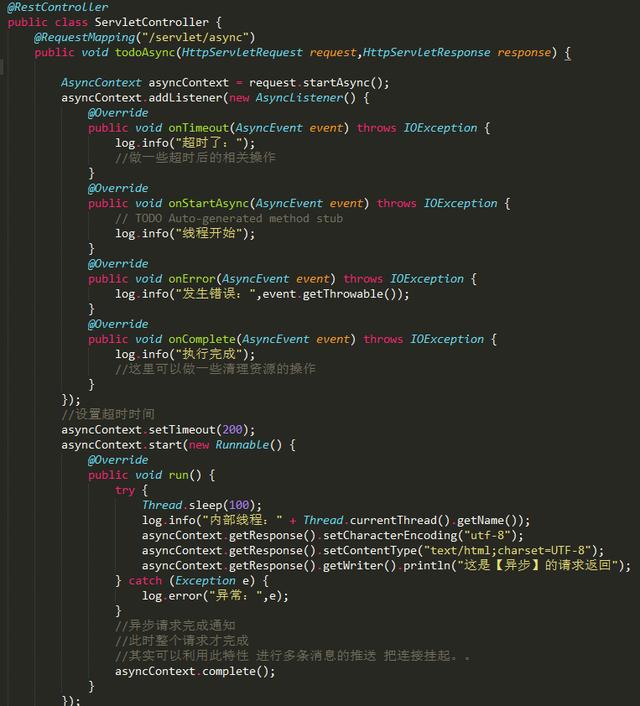 @RestController
public class ServletController {
    @RequestMapping("/servlet/async")
    public void todoAsync(HttpServletRequest request,HttpServletResponse response) {
        AsyncContext asyncContext = request.startAsync();
        asyncContext.addListener(new AsyncListener() {
            @Override
            public void onTimeout(AsyncEvent event) throws IOException {
                log.info("超时了：");
                //做一些超时后的相关操作
            }
            @Override
            public void onStartAsync(AsyncEvent event) throws IOException {
                // TODO Auto-generated method stub
                log.info("线程开始");
            }
            @Override
            public void onError(AsyncEvent event) throws IOException {
                log.info("发生错误：",event.getThrowable());
            }
            @Override
            public void onComplete(AsyncEvent event) throws IOException {
                log.info("执行完成");
                //这里可以做一些清理资源的操作
            }
        });
        //设置超时时间
        asyncContext.setTimeout(200);
        asyncContext.start(new Runnable() {
            @Override
            public void run() {
                try {
                    Thread.sleep(100);
                    log.info("内部线程：" + Thread.currentThread().getName());
                    asyncContext.getResponse().setCharacterEncoding("utf-8");
                    asyncContext.getResponse().setContentType("text/html;charset=UTF-8");
                    asyncContext.getResponse().getWriter().println("这是【异步】的请求返回");
                } catch (Exception e) {
                    log.error("异常：",e);
                }
                //异步请求完成通知
                //此时整个请求才完成
                //其实可以利用此特性 进行多条消息的推送 把连接挂起。。
                asyncContext.complete();
            }
        });